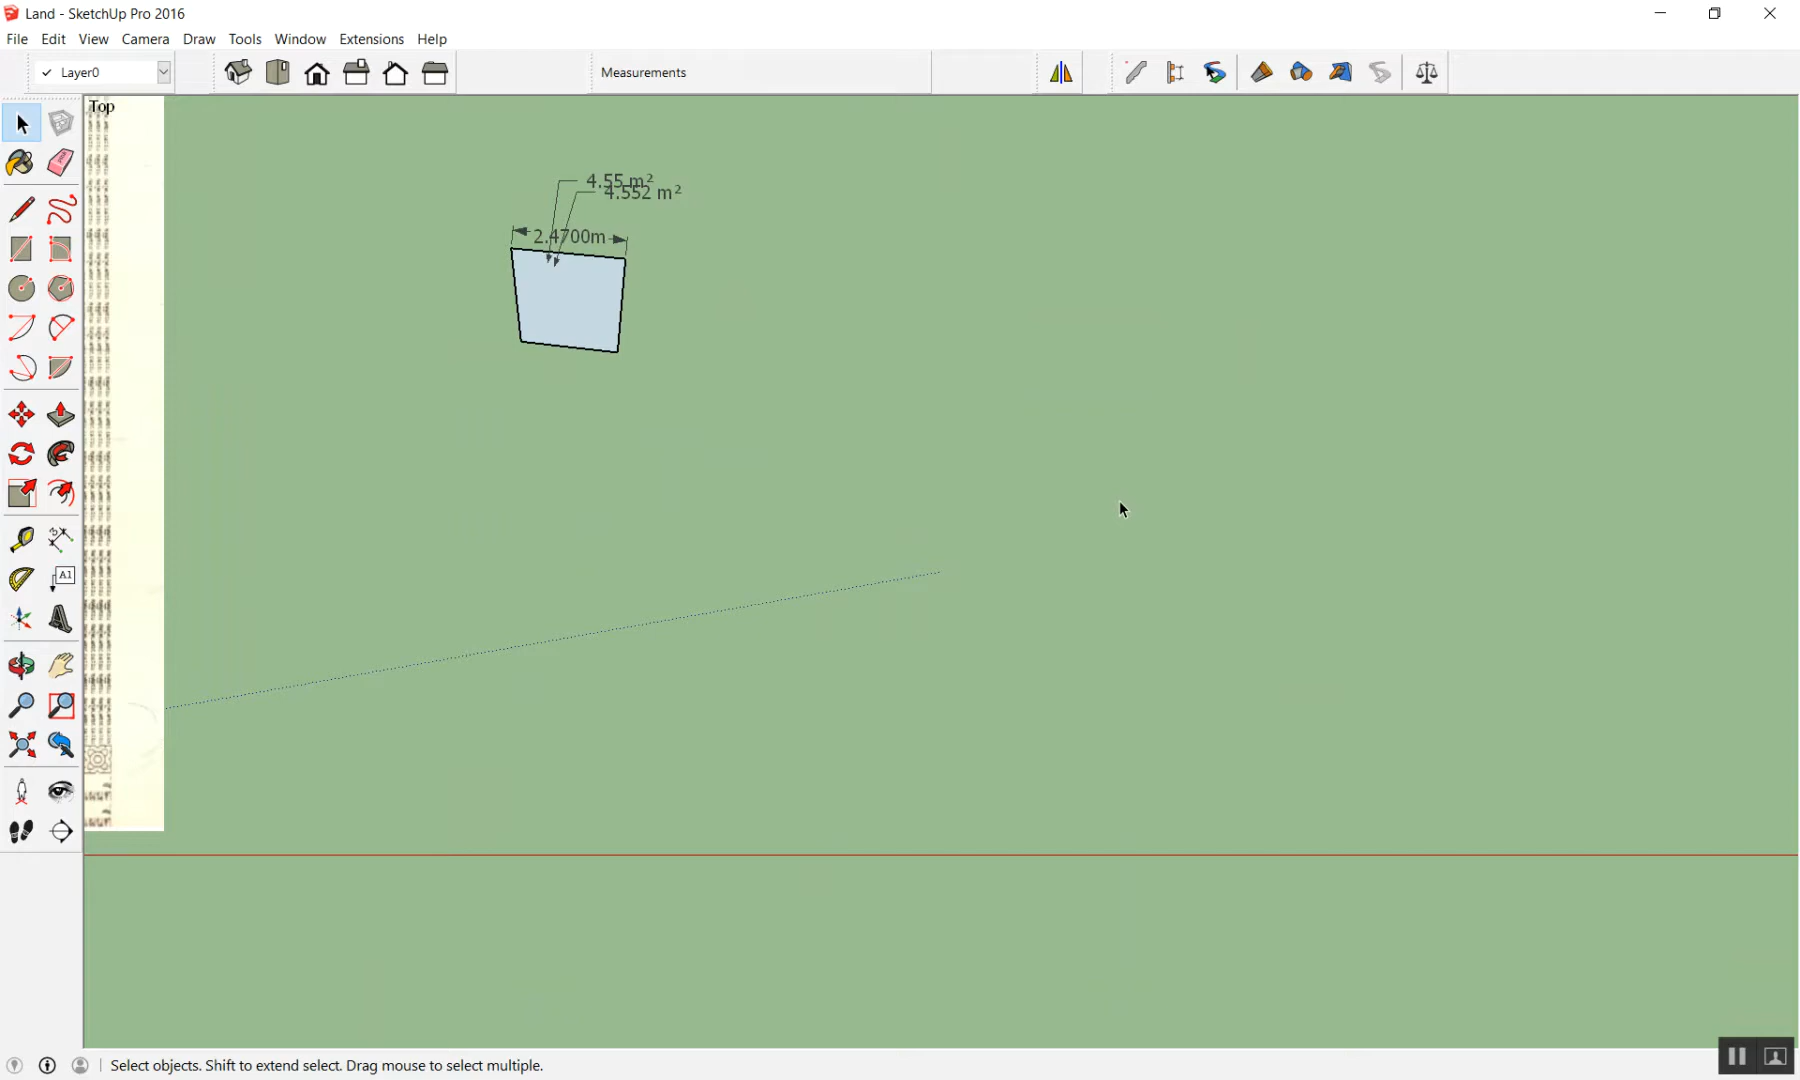 Land - SketchUp Pro 2016
File Edit View Camera Draw Tools Window Extensions Help
Layer0
Measurements
Top
4.55 m²
4.552 m²
2.4700m
A1
Select objects. Shift to extend select. Drag mouse to select multiple.